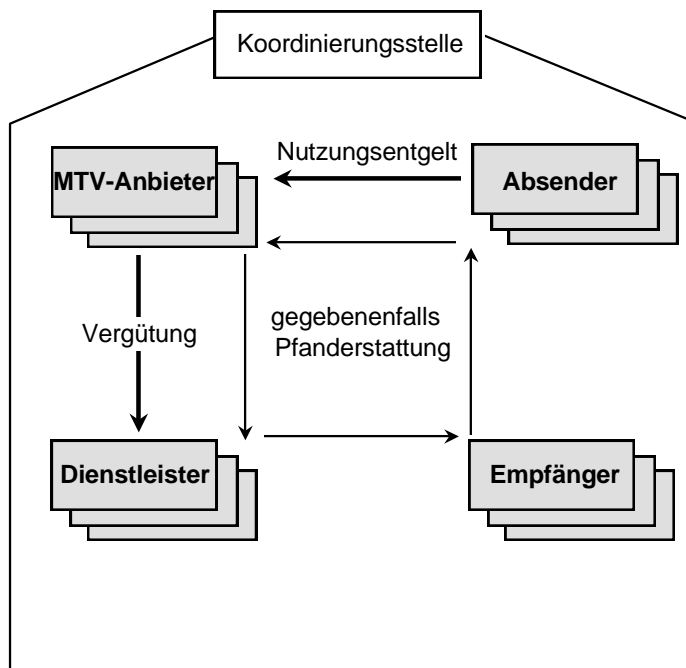 Koordinierungsstelle
Nutzungsentgelt
MTV-Anbieter
Absender
Vergütung
gegebenenfalls
Pfanderstattung
Dienstleister
Empfänger